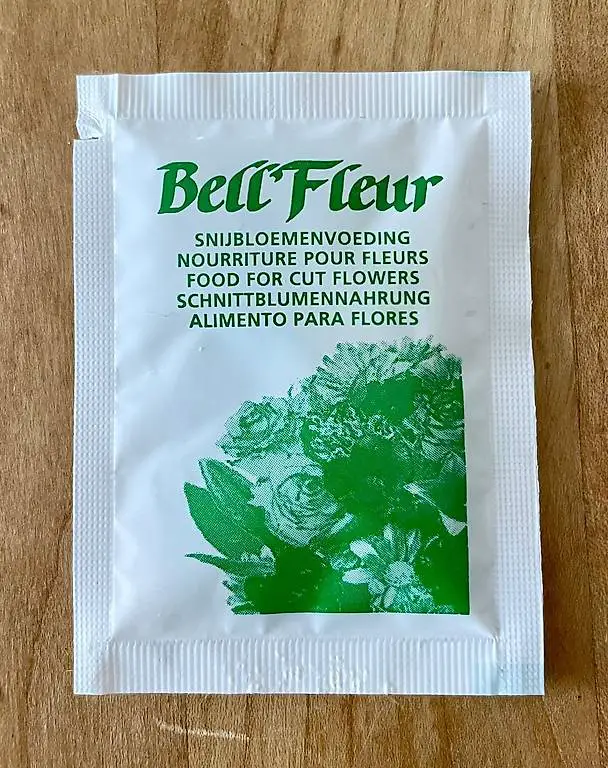 Bell'Fleur
SNIJBLOEMENVOEDING
NOURRITURE POUR FLEURS
FOOD FOR CUT FLOWERS
SCHNITTBLUMENNAHRUNG
ALIMENTO PARA FLORES